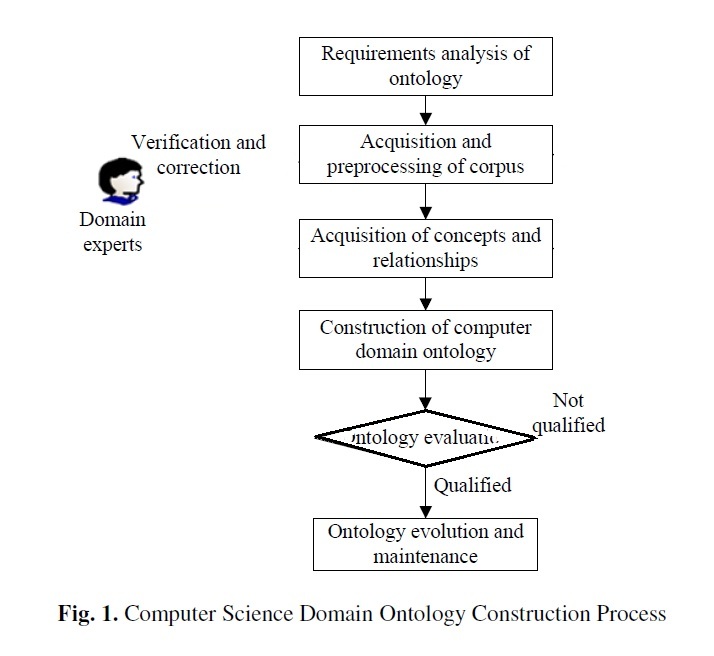 Requirements analysis of
ontology
Verification and
correction
Domain
experts
Acquisition and
preprocessing of corpus
Acquisition of concepts and
relationships
Construction of computer
domain ontology
ntology evaluati
Not
qualified
Qualified
Ontology evolution and
maintenance
Fig. 1. Computer Science Domain Ontology Construction Process